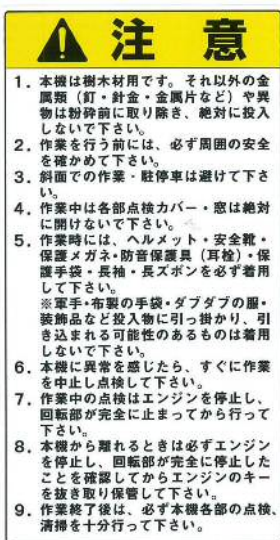 注 意
1. 本機は樹木材用です。それ以外の金
属類（釘・針金・金属片など）や異
物は粉砕前に取り除き、絶対に投入
しないで下さい。
2. 作業を行う前には、必ず周囲の安全
を確かめて下さい。
3. 斜面での作業・駐停車は避けて下さ
い。
4. 作業中は各部点検カバー・窓は絶対
に開けないで下さい。
5. 作業時には、ヘルメット・安全靴・
保護メガネ・防音保護具（耳栓）・保
護手袋・長袖・長ズボンを必ず着用
して下さい。
※軍手・布製の手袋・ダブダブの服・
装飾品など投入物に引っ掛かり、引
き込まれる可能性のあるものは着用
しないで下さい。
6. 本機に異常を感じたら、すぐに作業
を中止し点検して下さい。
7. 作業中の点検はエンジンを停止し、
回転部が完全に止まってから行って
下さい。
8. 本機から離れるときは必ずエンジン
を停止し、回転部が完全に停止した
ことを確認してからエンジンのキー
を抜き取り保管して下さい。
9. 作業終了後は、必ず本機各部の点検、
清掃を十分行って下さい。